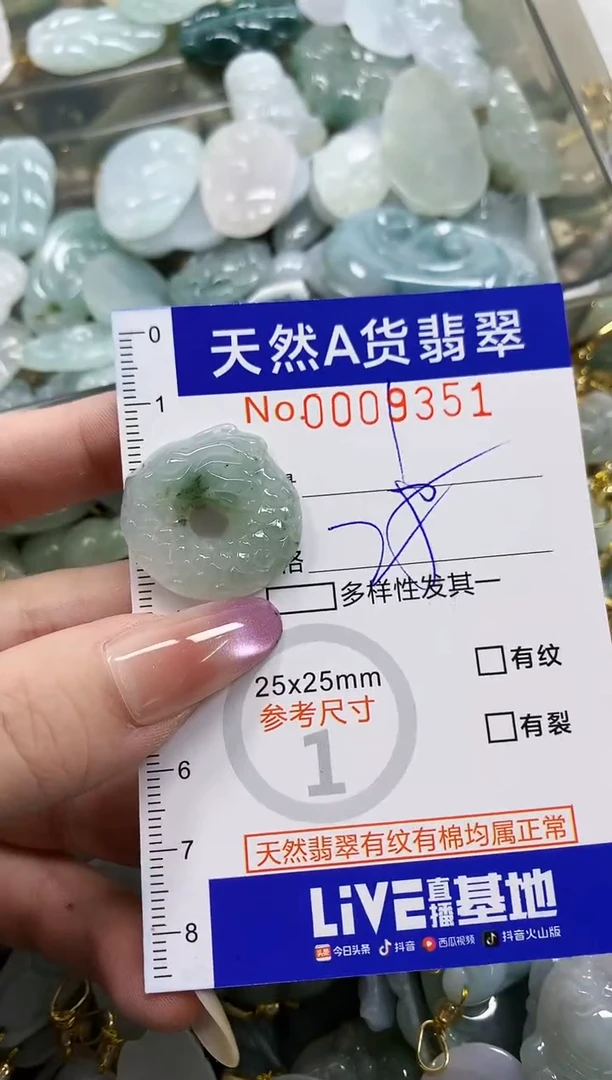 天然A货翡翠
0
1
No.0009351
格
多样性发其一
25x25mm
参考尺寸
1
有纹
有裂
6
7
天然翡翠有纹有棉均属正常
8
LiVE直播基地
今日头条 抖音 西瓜视频 抖音火山版